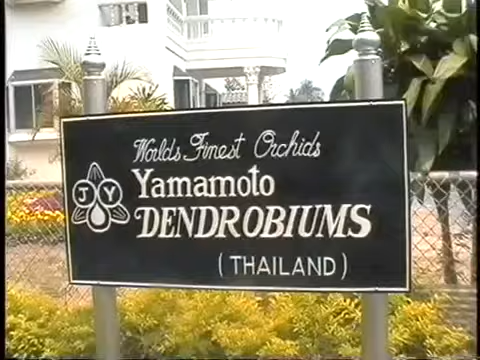 Worlds Finest Orchids
J Y
Yamamoto
DENDROBIUMS
(THAILAND)